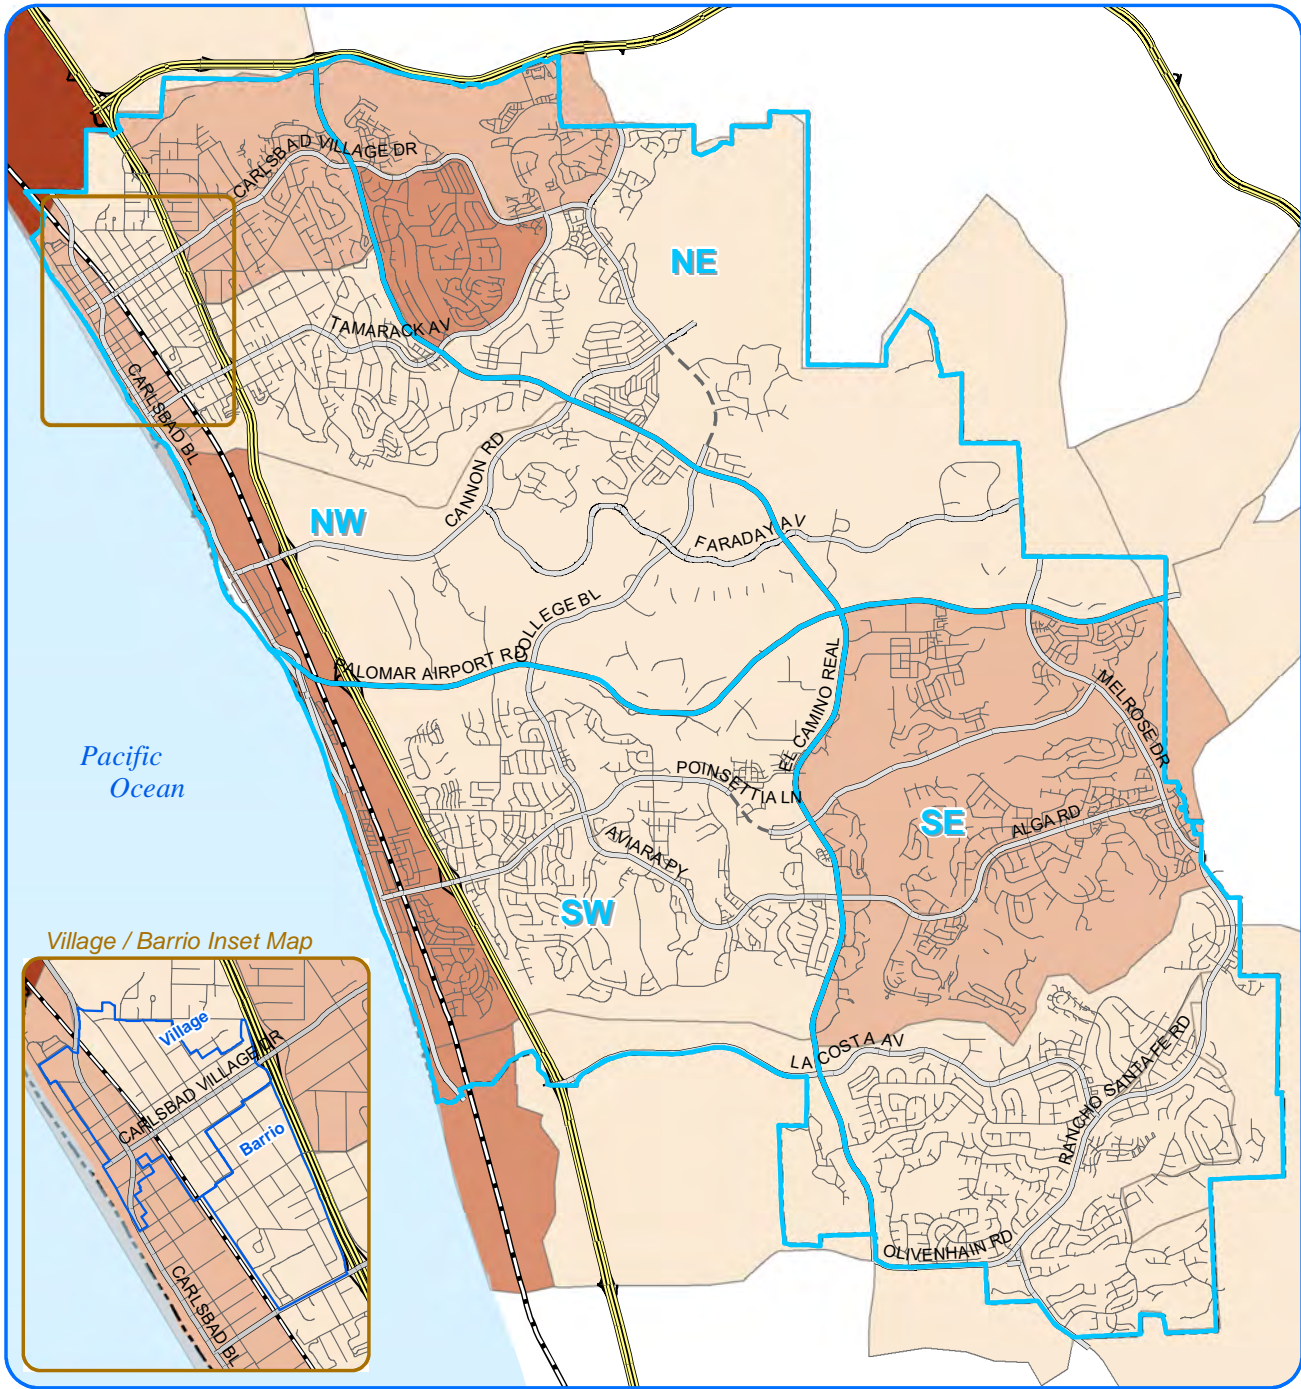 CARLSBAD VILLAGE DR
NE
TAMARACK AV
CARLSBAD BL
CANNON RD
NW
FARADAY AV
COLLEGE BL
PALOMAR AIRPORT RD
EL CAMINO REAL
MELROSE DR
Pacific
Ocean
POINSETTIA LN
SE
ALGA RD
AVIARA PY
SW
Village / Barrio Inset Map
Village
CARLSBAD VILLAGE DR
Barrio
CARLSBAD BL
LA COSTA AV
RANCHO SANTA FE RD
OLIVENHAIN RD